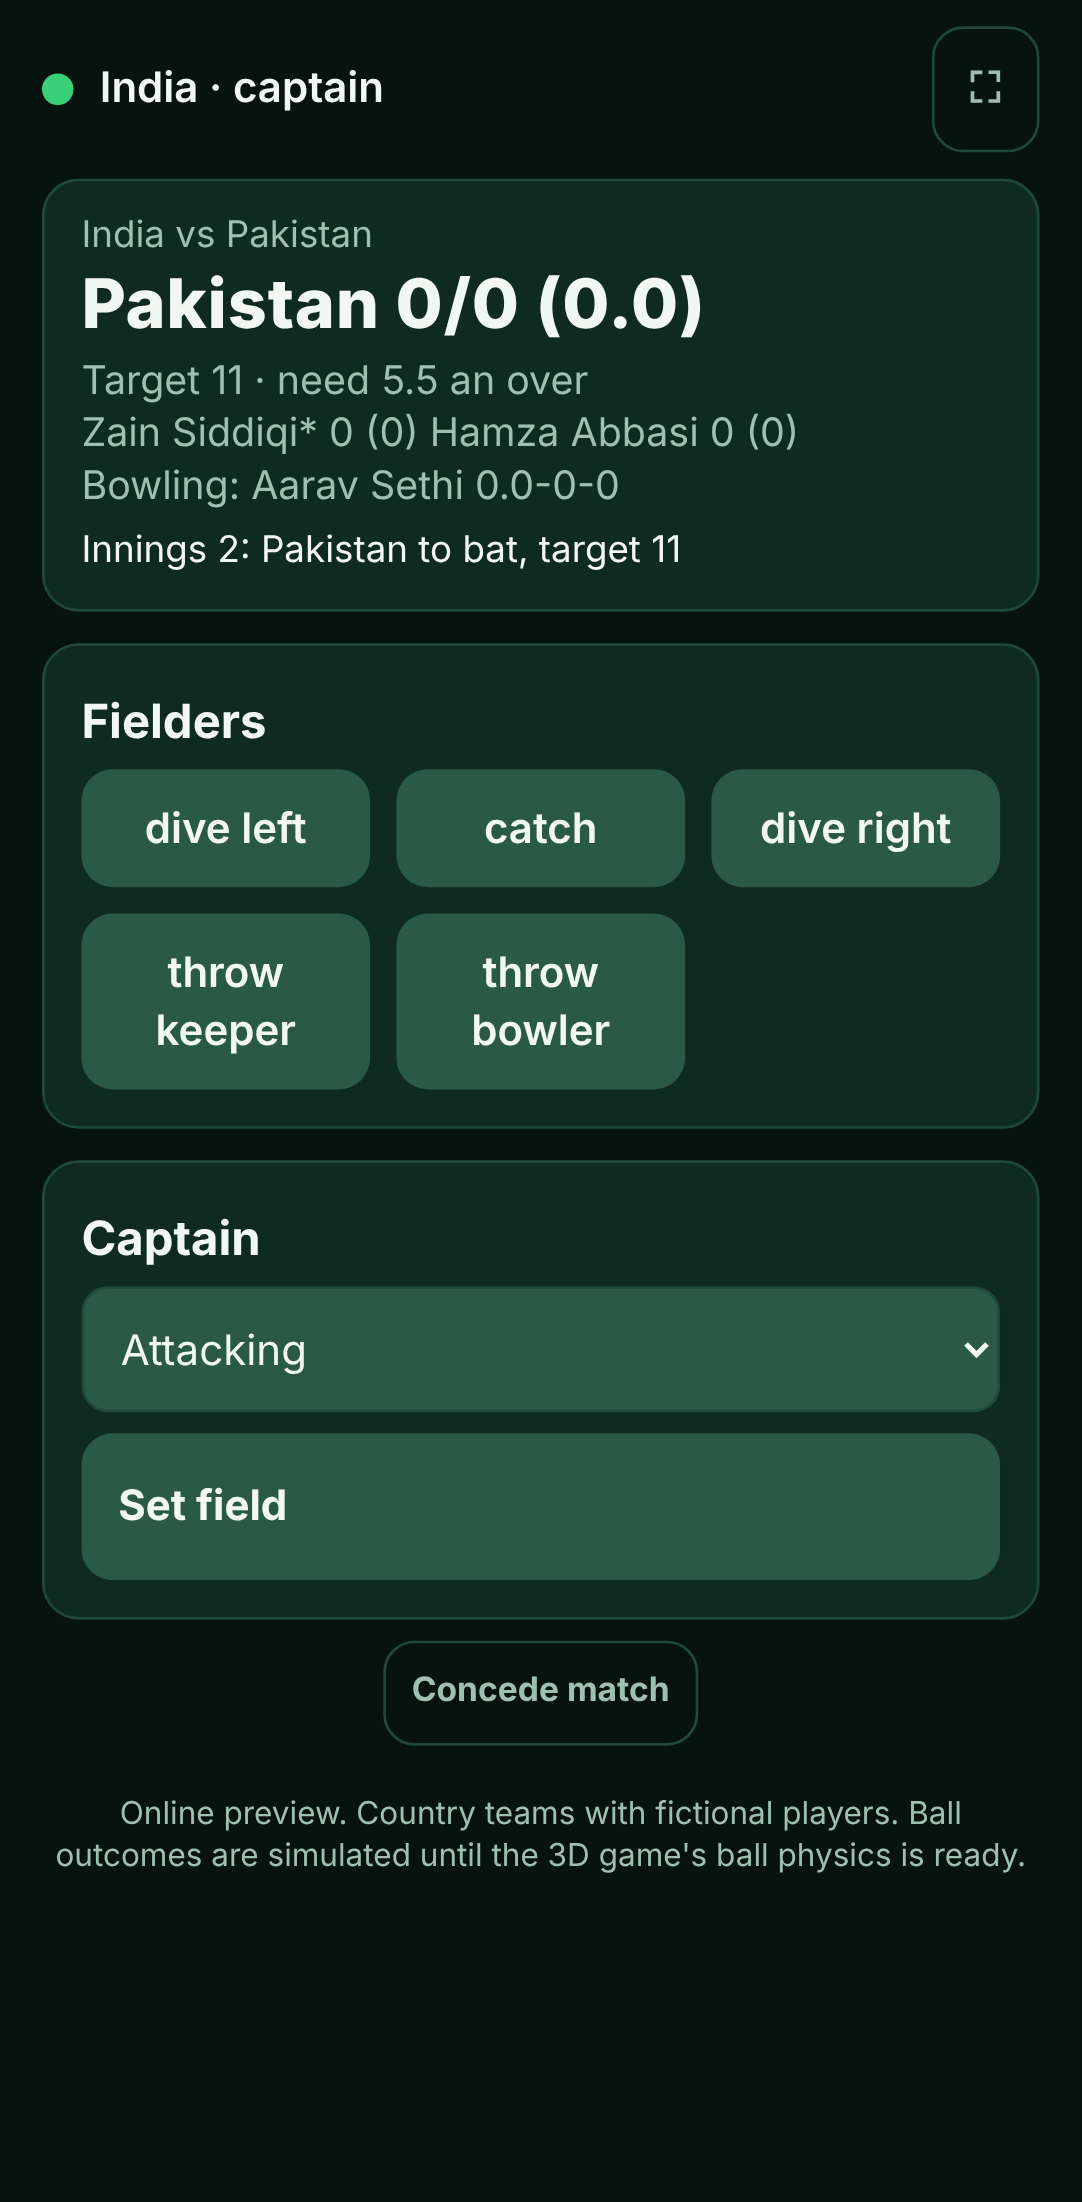 India · captain
India vs Pakistan
Pakistan 0/0 (0.0)
Target 11 · need 5.5 an over
Zain Siddiqi* 0 (0) Hamza Abbasi 0 (0)
Bowling: Aarav Sethi 0.0-0-0
Innings 2: Pakistan to bat, target 11
Fielders
dive left
catch
dive right
throw
keeper
throw
bowler
Captain
Attacking
Set field
Concede match
Online preview. Country teams with fictional players. Ball
outcomes are simulated until the 3D game's ball physics is ready.